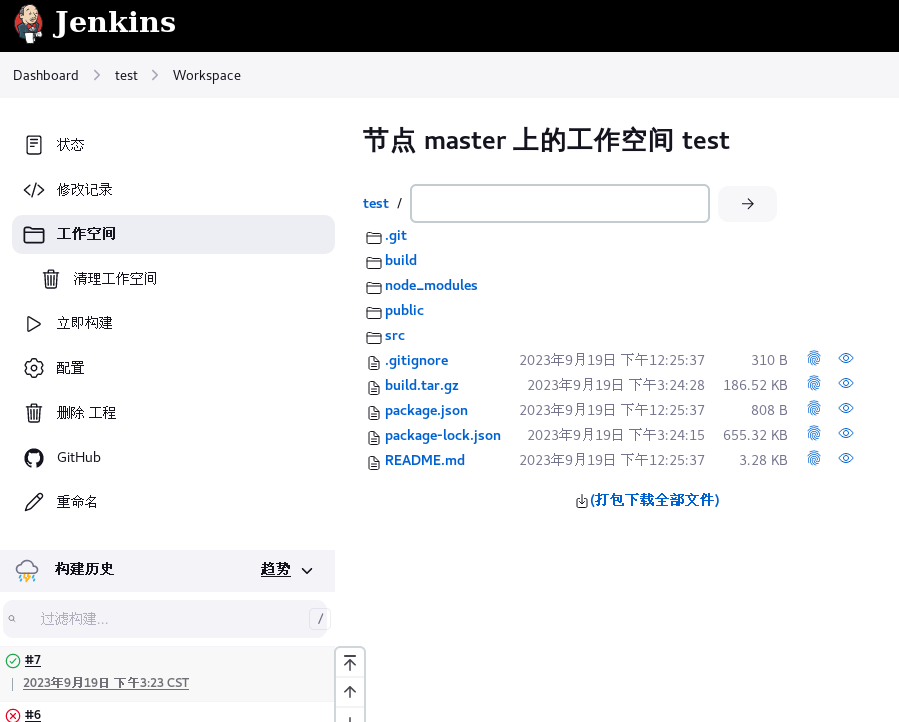 Jenkins
Dashboard test Workspace
状态
修改记录
工作空间
清理工作空间
立即构建
配置
删除 工程
GitHub
重命名
构建历史 趋势
过滤构建... /
#7
2023年9月19日 下午3:23 CST
#6
节点 master 上的工作空间 test
test /
.git
build
node_modules
public
src
.gitignore 2023年9月19日 下午12:25:37 310 B
build.tar.gz 2023年9月19日 下午3:24:28 186.52 KB
package.json 2023年9月19日 下午12:25:37 808 B
package-lock.json 2023年9月19日 下午3:24:15 655.32 KB
README.md 2023年9月19日 下午12:25:37 3.28 KB
(打包下载全部文件)